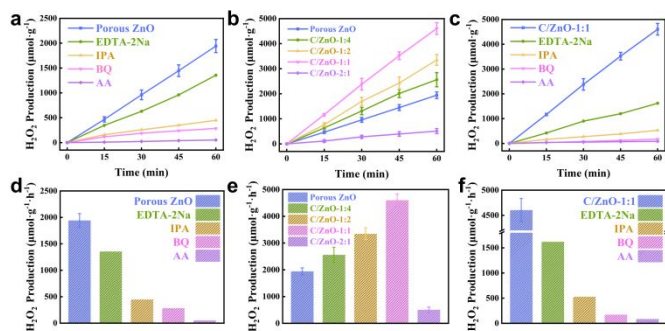 a
H₂O₂ Production (μmol·g⁻¹)
2500
2000
1500
1000
500
0
Porous ZnO
EDTA-2Na
IPA
BQ
AA
0 15 30 45 60
Time (min)
b
H₂O₂ Production (μmol·g⁻¹)
5000
4000
3000
2000
1000
0
Porous ZnO
C/ZnO-1:4
C/ZnO-1:2
C/ZnO-1:1
C/ZnO-2:1
0 15 30 45 60
Time (min)
c
H₂O₂ Production (μmol·g⁻¹)
5000
4000
3000
2000
1000
0
C/ZnO-1:1
EDTA-2Na
IPA
BQ
AA
0 15 30 45 60
Time (min)
d
H₂O₂ Production (μmol·g⁻¹·h⁻¹)
2500
2000
1500
1000
500
0
Porous ZnO
EDTA-2Na
IPA
BQ
AA
e
H₂O₂ Production (μmol·g⁻¹·h⁻¹)
5000
4000
3000
2000
1000
0
Porous ZnO
C/ZnO-1:4
C/ZnO-1:2
C/ZnO-1:1
C/ZnO-2:1
f
H₂O₂ Production (μmol·g⁻¹·h⁻¹)
4500
1500
1000
500
0
C/ZnO-1:1
EDTA-2Na
IPA
BQ
AA